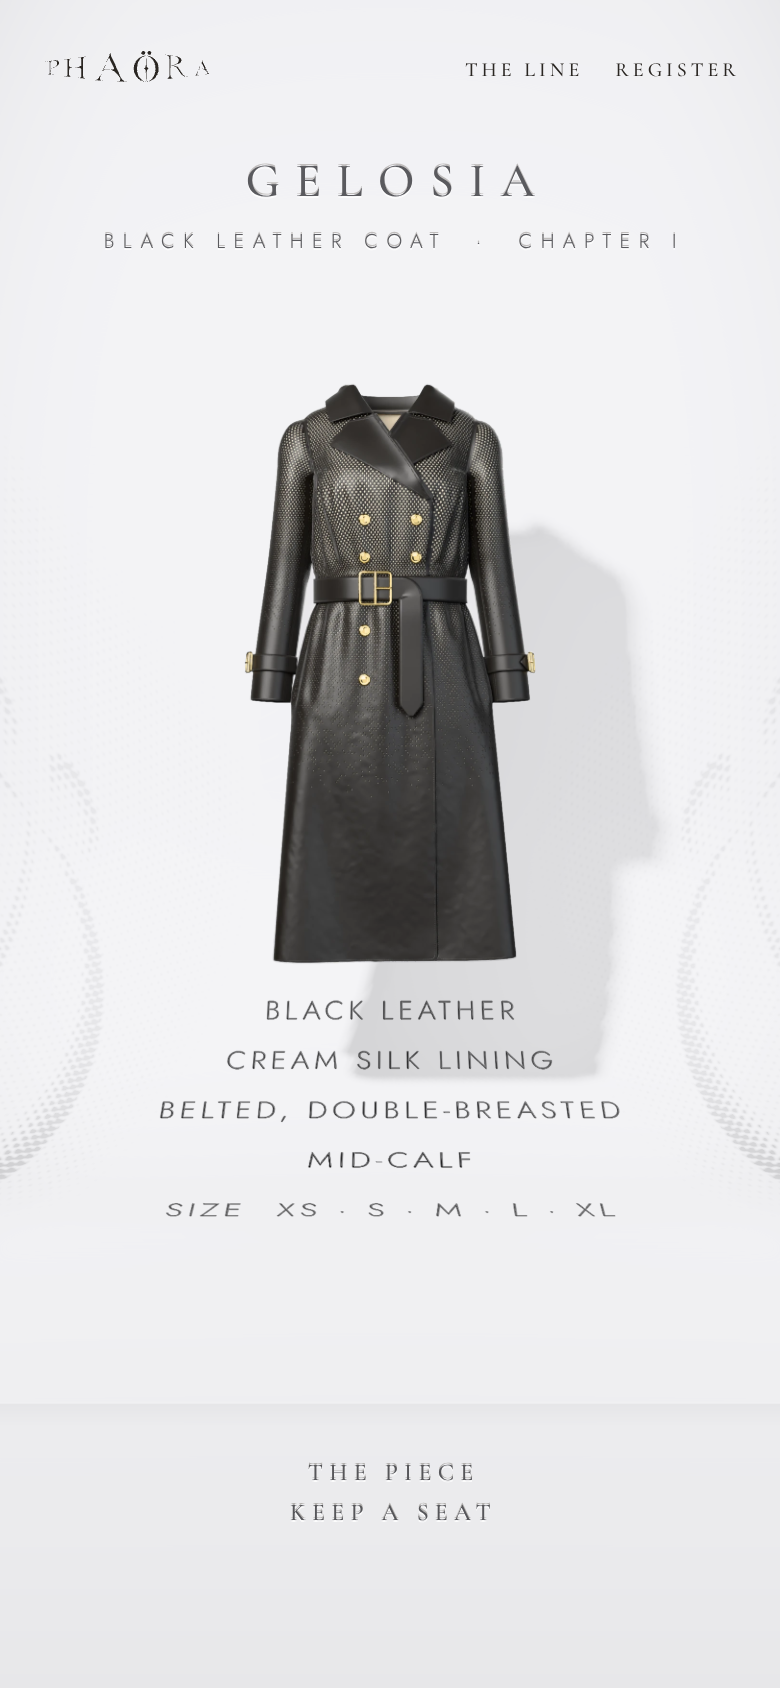 PHAÖRA
THE LINE REGISTER
GELOSIA
BLACK LEATHER COAT · CHAPTER I
BLACK LEATHER
CREAM SILK LINING
BELTED, DOUBLE-BREASTED
MID-CALF
SIZE XS · S · M · L · XL
THE PIECE
KEEP A SEAT